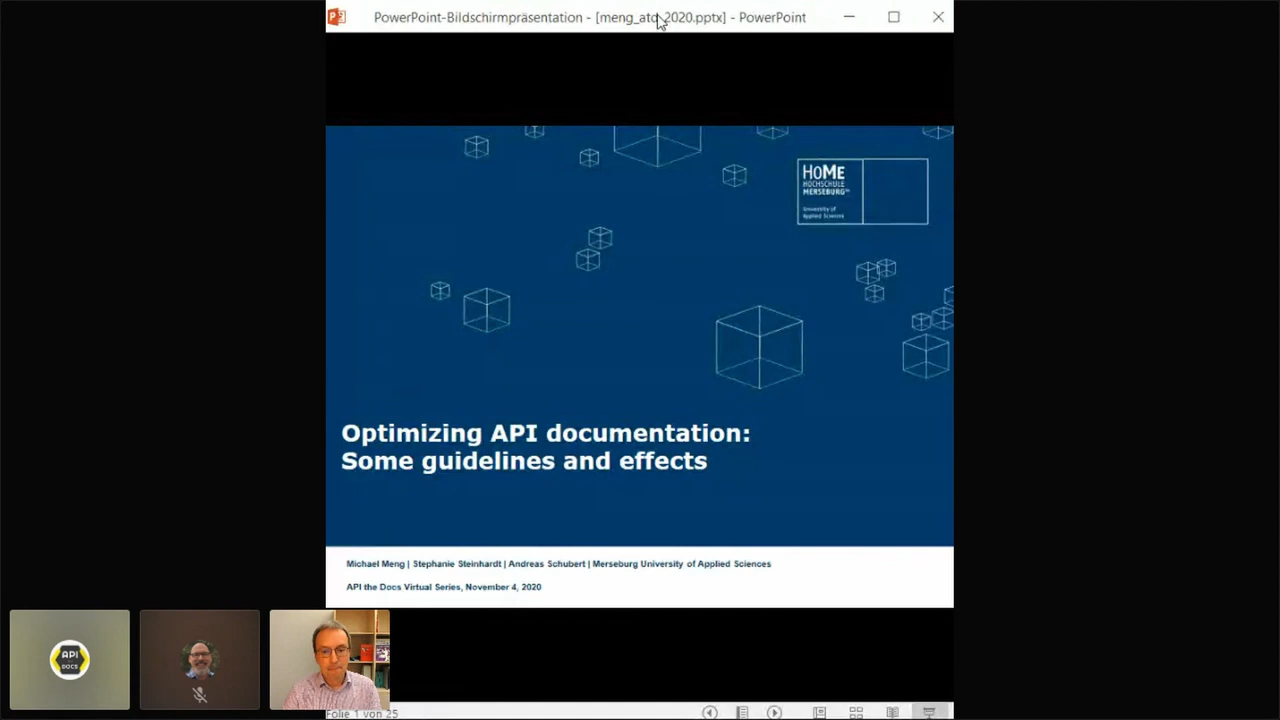 PowerPoint-Bildschirmpräsentation - [meng_atd_2020.pptx] - PowerPoint
HoMe
HOCHSCHULE
MERSEBURG
University of
Applied Sciences
Optimizing API documentation:
Some guidelines and effects
Michael Meng | Stephanie Steinhardt | Andreas Schubert | Merseburg University of Applied Sciences
API the Docs Virtual Series, November 4, 2020
API
DOCS
Folie 1 von 25